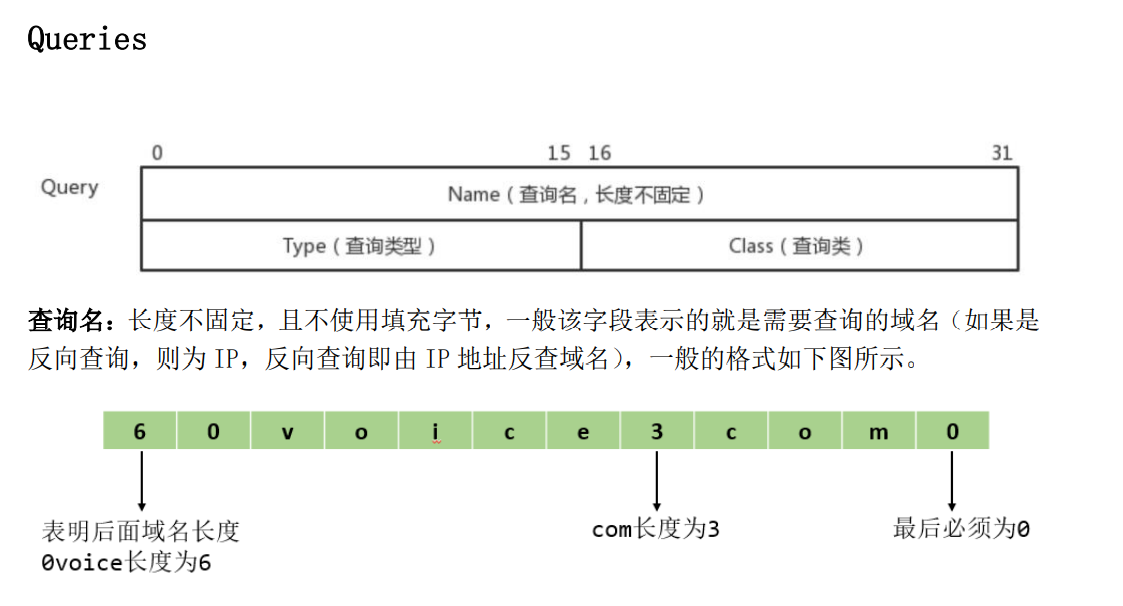 Queries
0 15 16 31
Query
Name（查询名，长度不固定）
Type（查询类型） Class（查询类）
查询名：长度不固定，且不使用填充字节，一般该字段表示的就是需要查询的域名（如果是
反向查询，则为 IP，反向查询即由 IP 地址反查域名），一般的格式如下图所示。
6 0 v o i c e 3 c o m 0
表明后面域名长度
0voice长度为6
com长度为3
最后必须为0